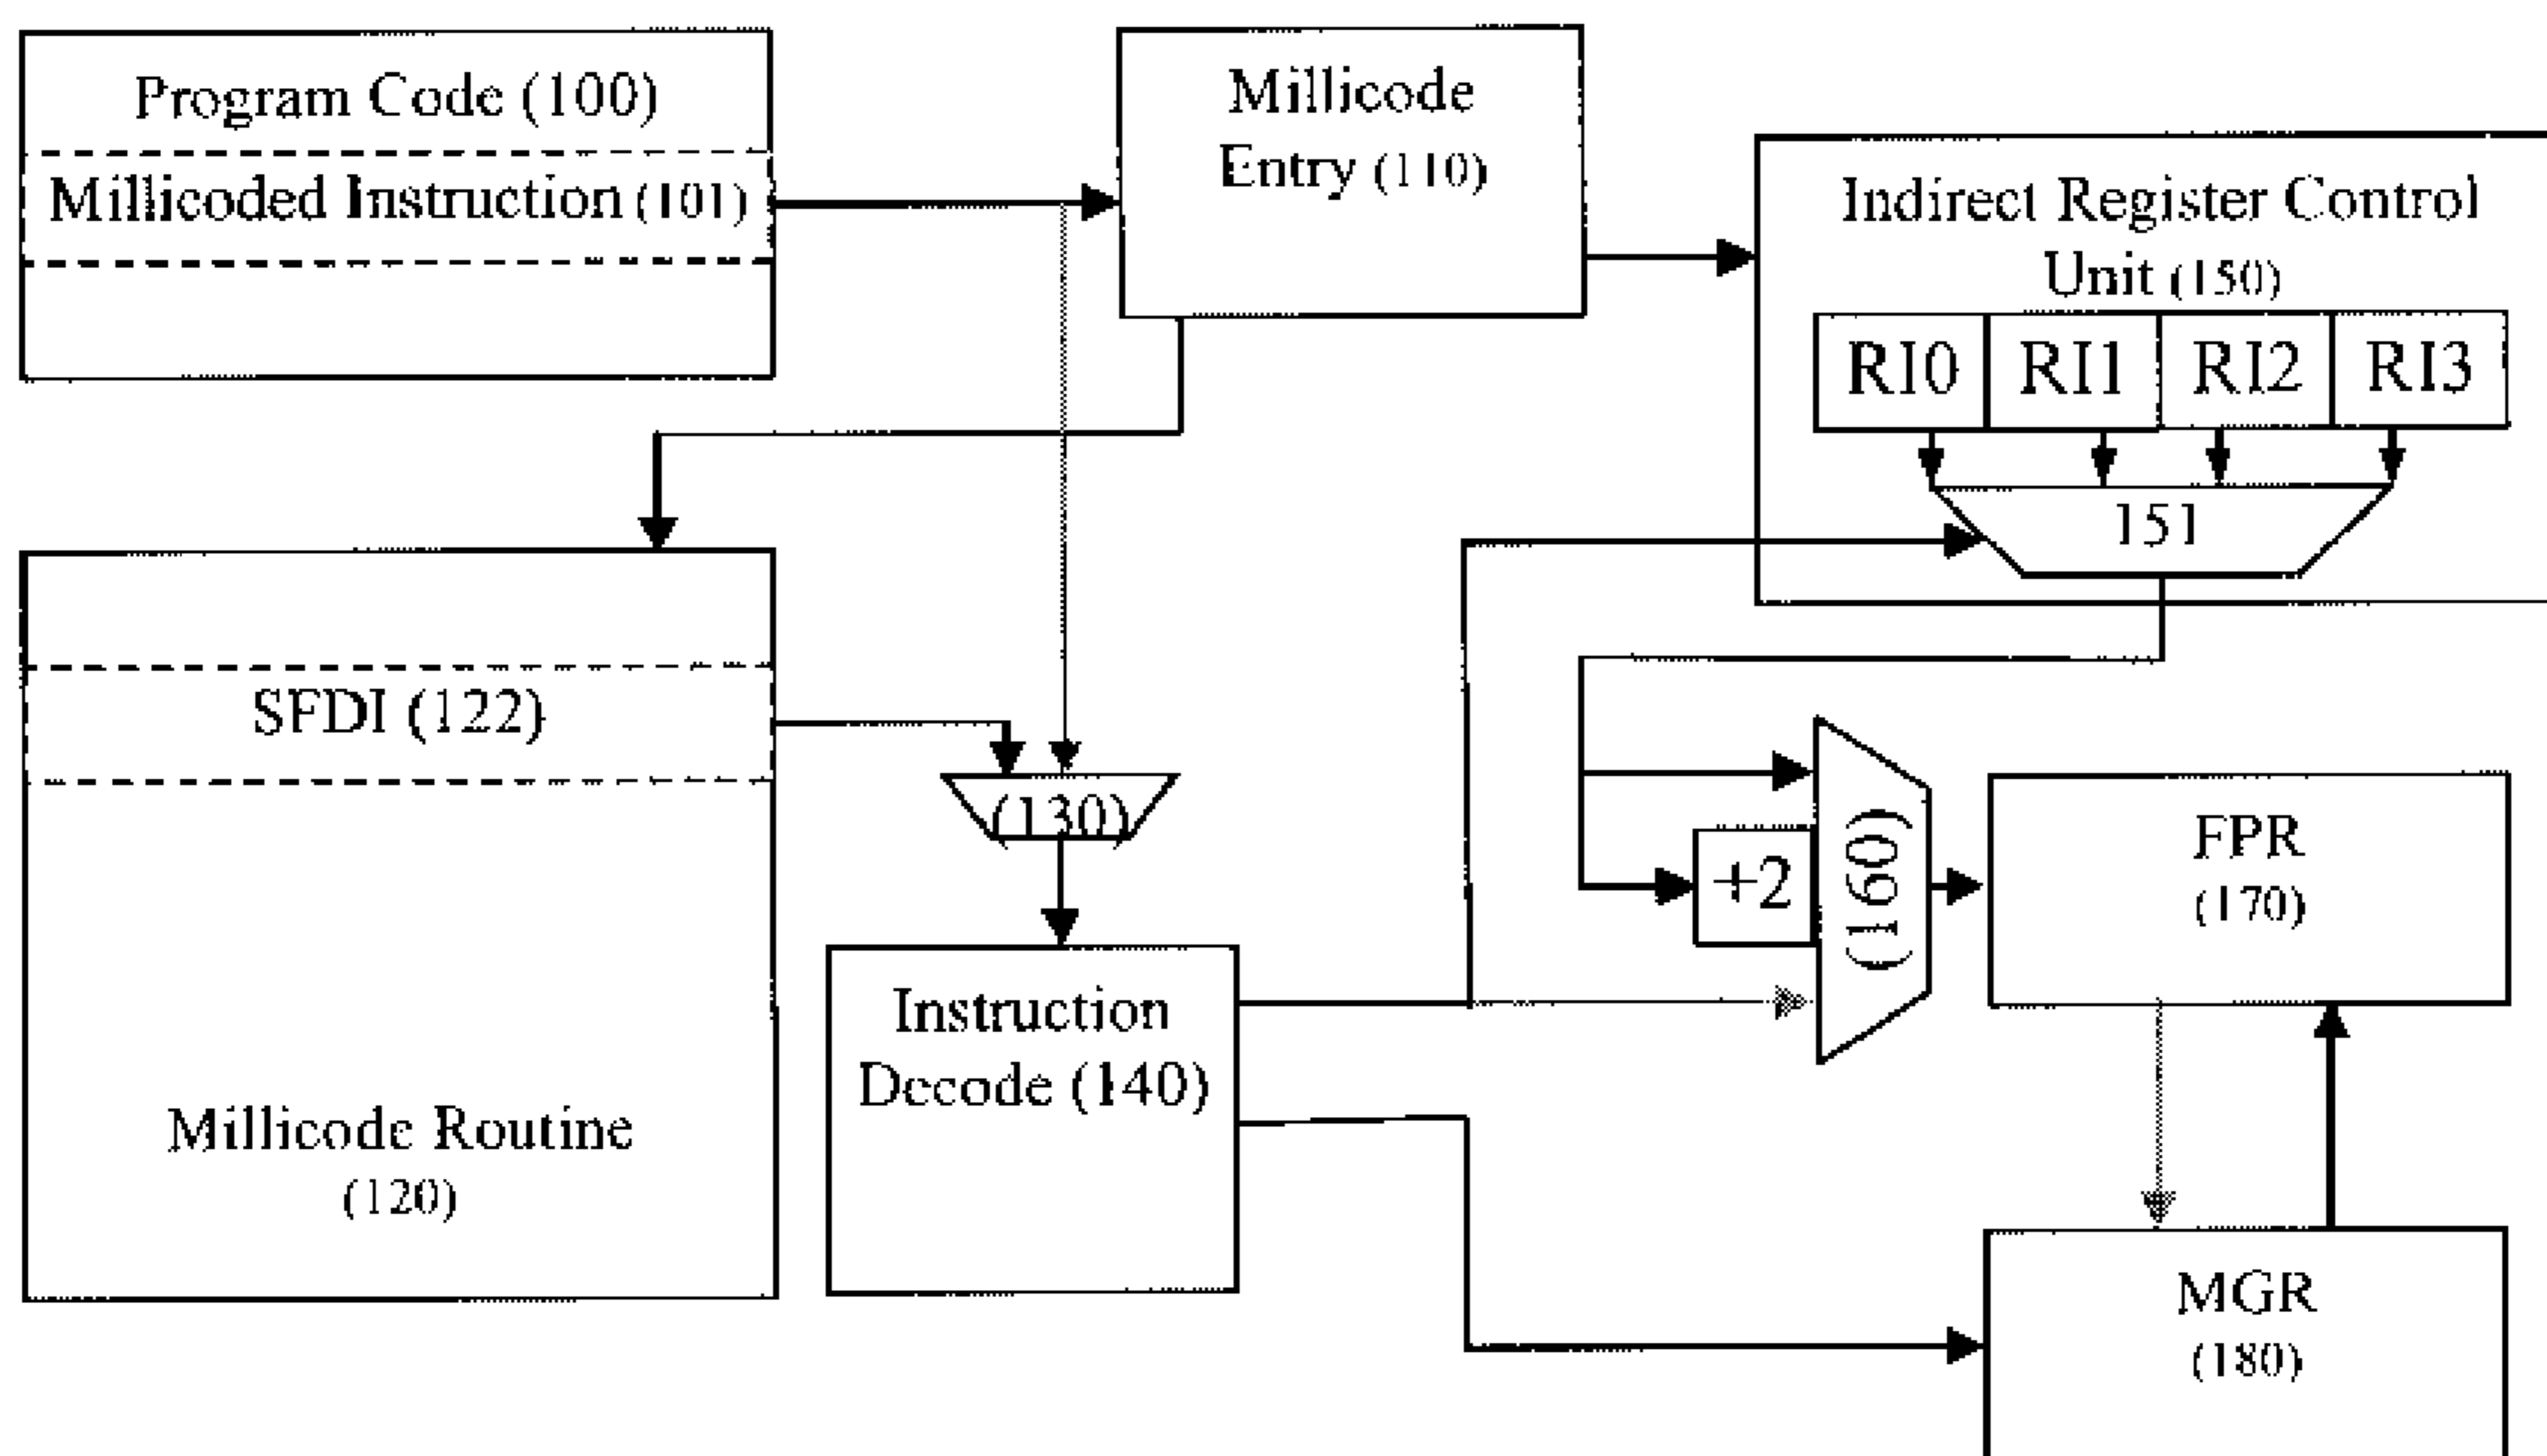 Program Code (100)
Millicoded Instruction (101)
Millicode
Entry (110)
Indirect Register Control
Unit (150)
RI0 RI1 RI2 RI3
151
SFDI (122)
(130)
+2
(160)
FPR
(170)
Instruction
Decode (140)
Millicode Routine
(120)
MGR
(180)